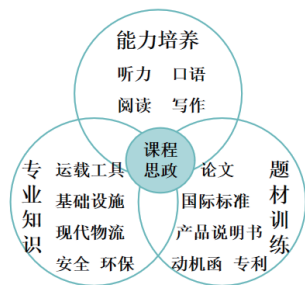 能力培养
听力 口语
阅读 写作
课程
思政
专业知识
运载工具
基础设施
现代物流
安全 环保
论文
国际标准
产品说明书
动机函 专利
题材训练